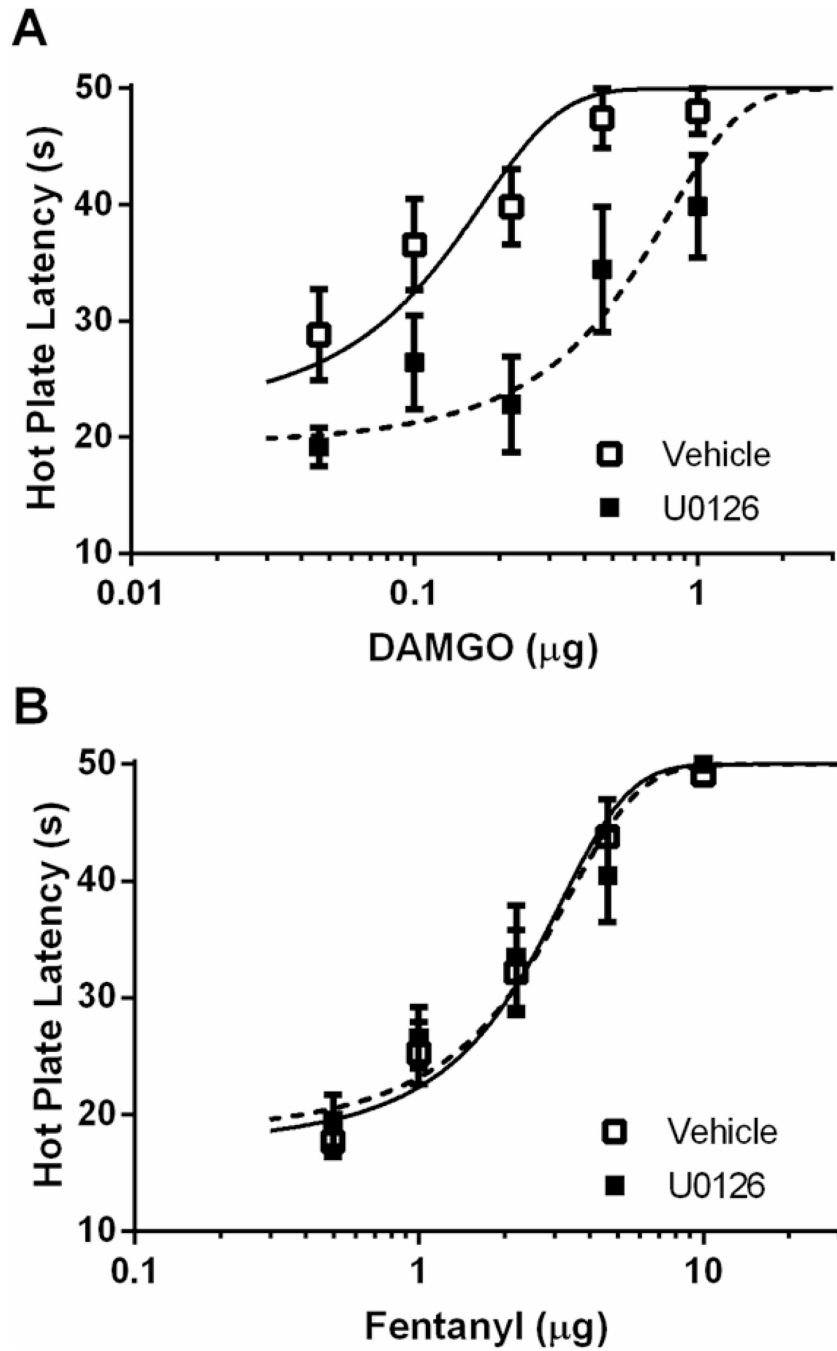 A
Hot Plate Latency (s)
50
40
30
20
10
0.01
0.1
1
Vehicle
U0126
DAMGO (μg)
B
Hot Plate Latency (s)
50
40
30
20
10
0.1
1
10
Vehicle
U0126
Fentanyl (μg)